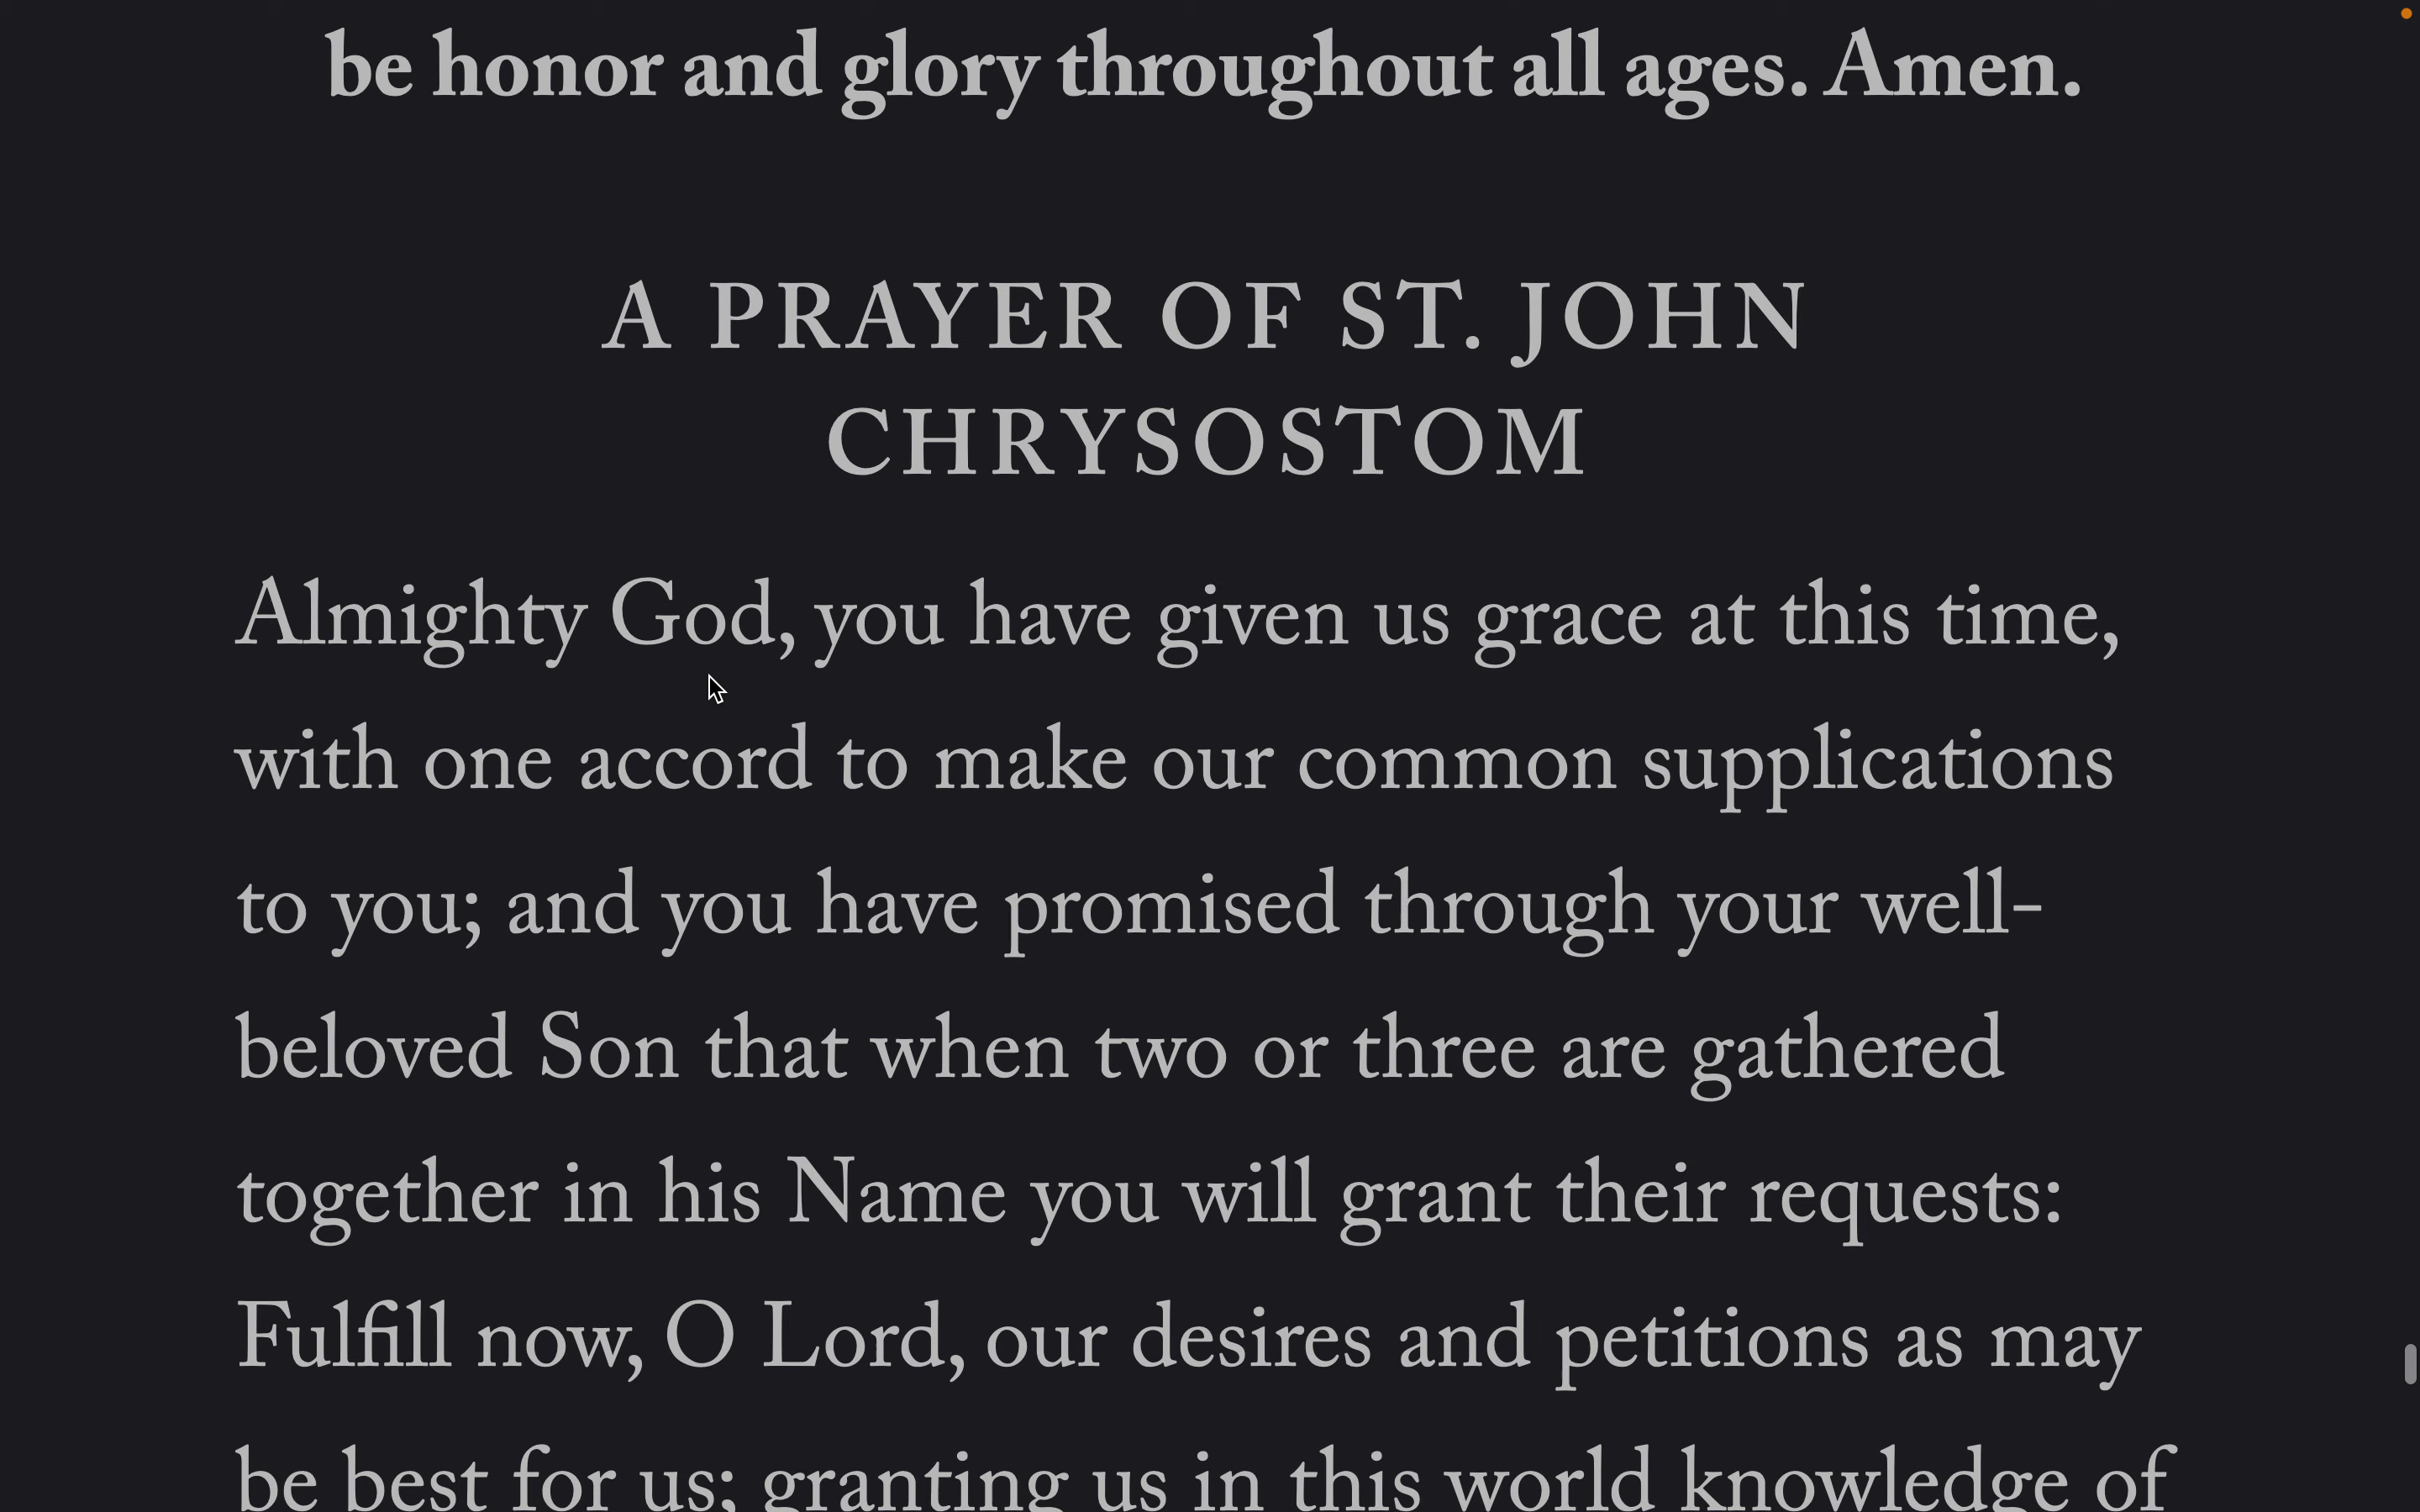 be honor and glory throughout all ages. Amen.
A PRAYER OF ST. JOHN
CHRYSOSTOM
Almighty God, you have given us grace at this time,
with one accord to make our common supplications
to you; and you have promised through your well-
beloved Son that when two or three are gathered
together in his Name you will grant their requests:
Fulfill now, O Lord, our desires and petitions as may
be best for us; granting us in this world knowledge of